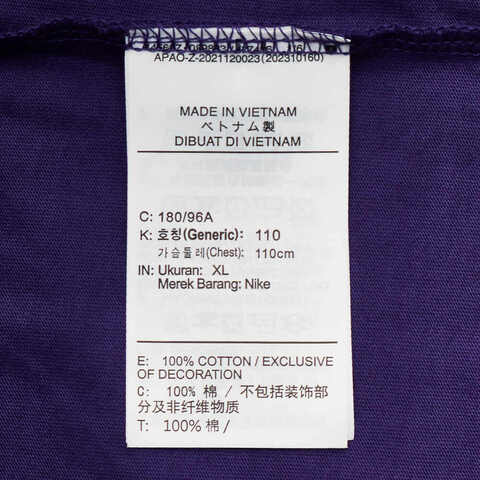 APAO-Z-2021120023 (202310160)
MADE IN VIETNAM
ベトナム製
DIBUAT DI VIETNAM
C: 180/96A
K: 호칭(Generic): 110
가슴둘레(Chest): 110cm
IN: Ukuran: XL
Merek Barang: Nike
E: 100% COTTON / EXCLUSIVE
OF DECORATION
C: 100% 棉 / 不包括装饰部
分及非纤维物质
T: 100% 棉 /